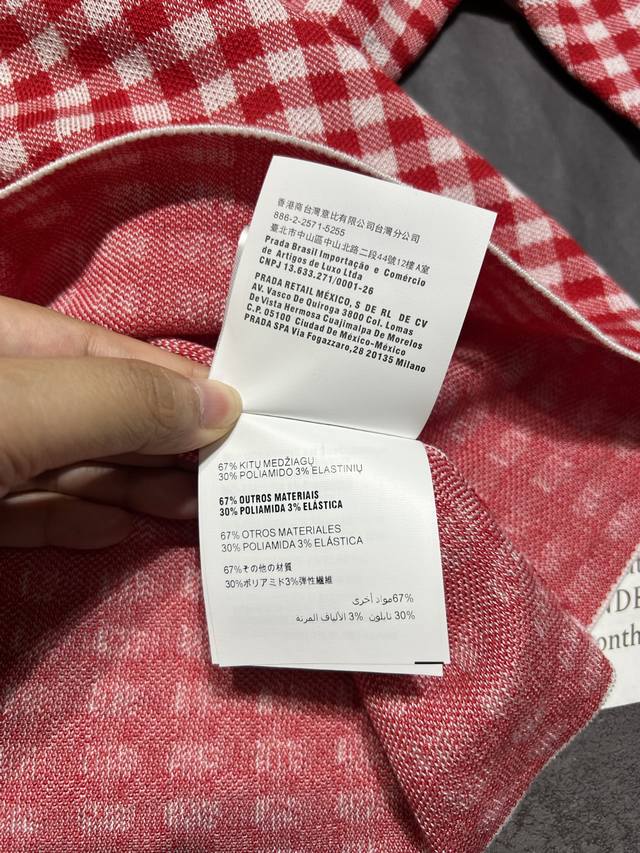 香港商台灣意比有限公司台灣分公司
886-2-2571-5255
臺北市中山區中山北路二段44號12樓A室
Prada Brasil Importação e Comércio
de Artigos de Luxo Ltda
CNPJ 13.633.271/0001-26
PRADA RETAIL MEXICO, S DE RL DE CV
AV. Vasco De Quiroga 3800 Col. Lomas
De Vista Hermosa Cuajimalpa De Morelos
C.P. 05100 Ciudad De México-México
PRADA SPA Via Fogazzaro,28 20135 Milano
67% KITŲ MEDŽIAGŲ
30% POLIAMIDO 3% ELASTINIŲ
67% OUTROS MATERIAIS
30% POLIAMIDA 3% ELÁSTICA
67% OTROS MATERIALES
30% POLIAMIDA 3% ELÁSTICA
67%その他の材質
30%ポリアミド3%弾性繊維
67%مواد أخرى
30% نايلون 3% الألياف المرنة